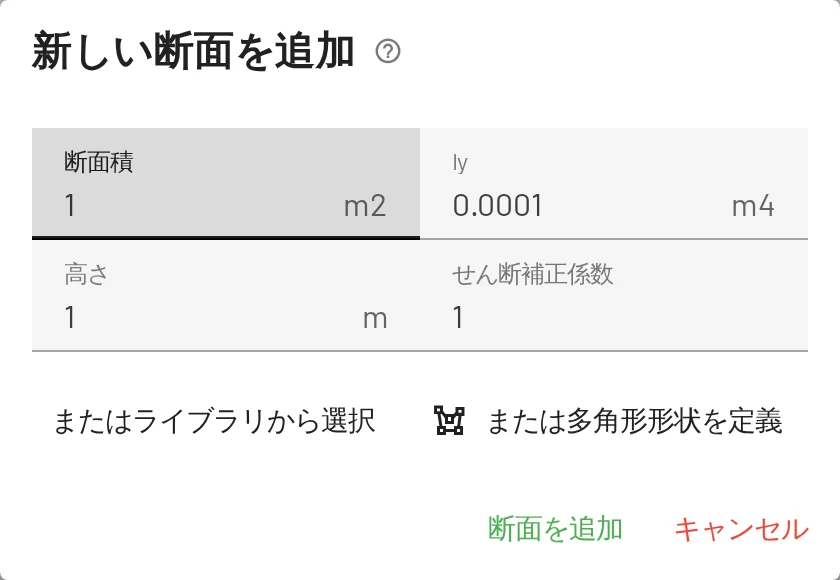 新しい断面を追加
断面積
1 m2
Iy
0.0001 m4
高さ
1 m
せん断補正係数
1
またはライブラリから選択
または多角形形状を定義
断面を追加
キャンセル